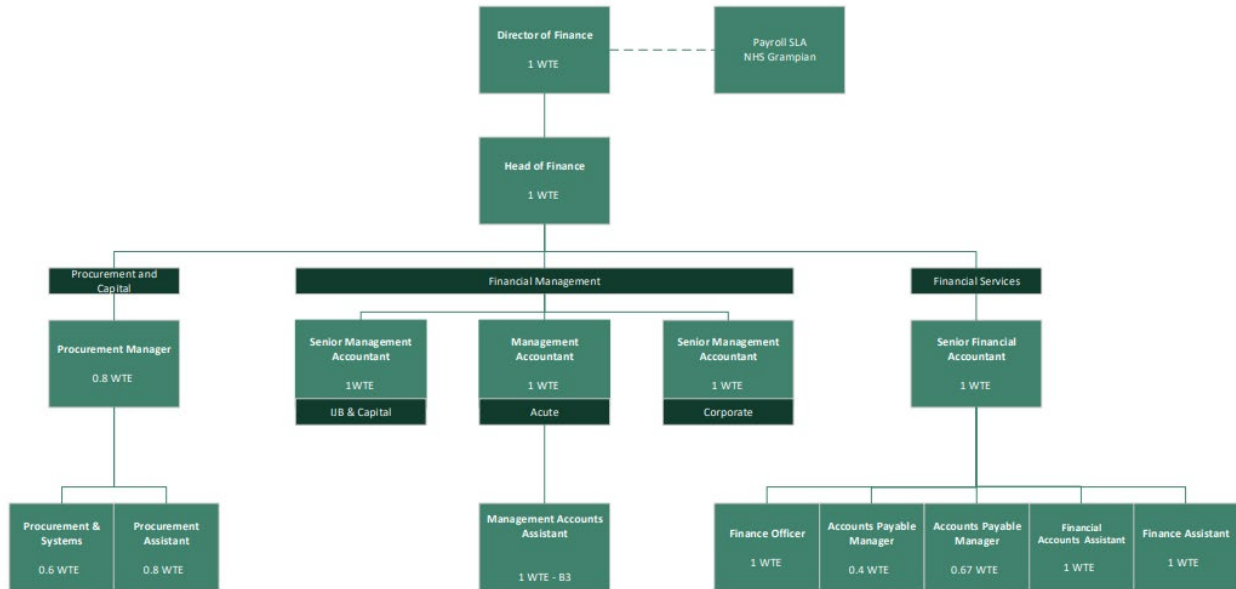 Director of Finance
1 WTE
Payroll SLA
NHS Grampian
Head of Finance
1 WTE
Procurement and
Capital
Financial Management
Financial Services
Procurement Manager
0.8 WTE
Senior Management
Accountant
1WTE
IJB & Capital
Management
Accountant
1 WTE
Acute
Senior Management
Accountant
1 WTE
Corporate
Senior Financial
Accountant
1 WTE
Procurement &
Systems
0.6 WTE
Procurement
Assistant
0.8 WTE
Management Accounts
Assistant
1 WTE - B3
Finance Officer
1 WTE
Accounts Payable
Manager
0.4 WTE
Accounts Payable
Manager
0.67 WTE
Financial
Accounts Assistant
1 WTE
Finance Assistant
1 WTE